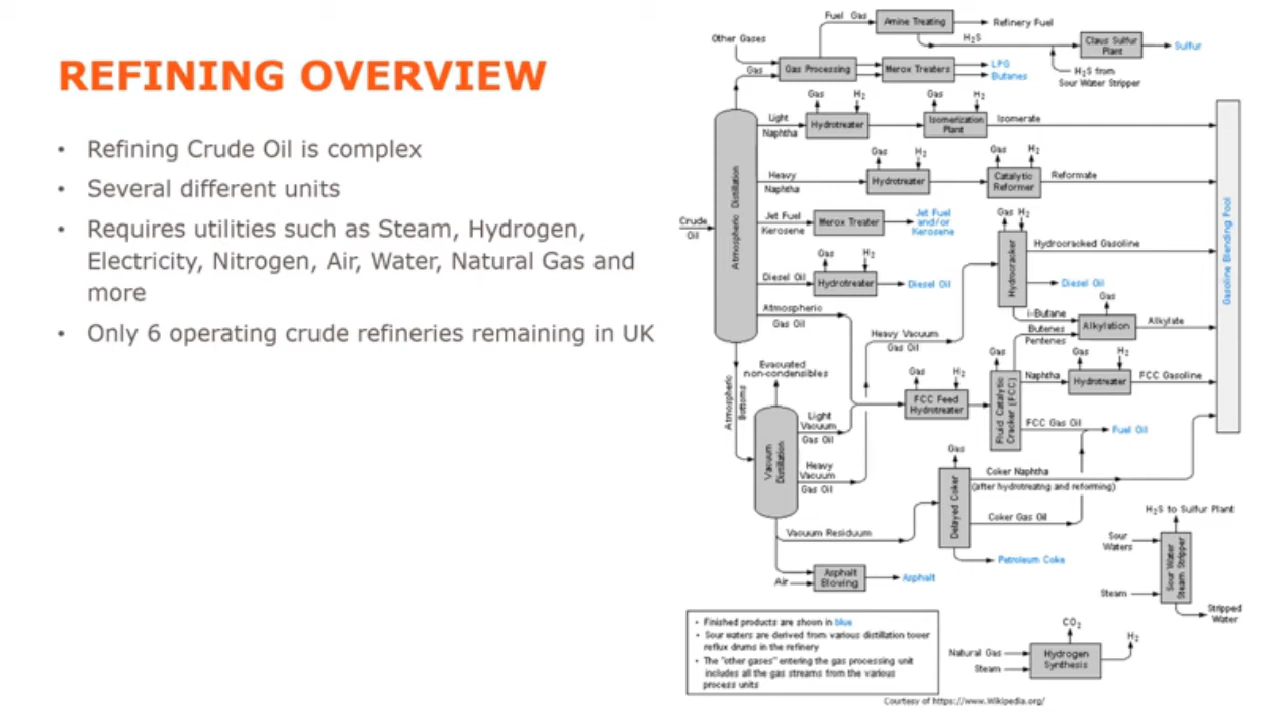 REFINING OVERVIEW
• Refining Crude Oil is complex
• Several different units
• Requires utilities such as Steam, Hydrogen,
Electricity, Nitrogen, Air, Water, Natural Gas and
more
• Only 6 operating crude refineries remaining in UK
Fuel Gas
Amine Treating
Refinery Fuel
Other Gases
H₂S
Claus Sulfur
Plant
Sulfur
Gas
Gas Processing
Merox Treaters
LPG
Butanes
H₂S from
Sour Water Stripper
Gas
H₂
Gas
H₂
Light
Naphtha
Hydrotreater
Isomerization
Plant
Isomerate
Gas
H₂
Gas
H₂
Heavy
Naphtha
Hydrotreater
Catalytic
Reformer
Reformate
Atmospheric Distillation
Crude
Oil
Jet Fuel
Kerosene
Merox Treater
Jet Fuel
and/or
Kerosene
Gas H₂
Hydrocracker
Hydrocracked Gasoline
Gasoline Blending Pool
Gas
H₂
Diesel Oil
Hydrotreater
Diesel Oil
Diesel Oil
Atmospheric
Gas Oil
Gas
i-Butane
Butenes
Pentenes
Alkylation
Alkylate
Heavy Vacuum
Gas Oil
Atmospheric
Bottoms
Evacuated
non-condensibles
Gas
H₂
FCC Feed
Hydrotreater
Gas
Fluid Catalytic
Cracker (FCC)
Naphtha
Gas
H₂
Hydrotreater
FCC Gasoline
FCC Gas Oil
Fuel Oil
Vacuum
Distillation
Light
Vacuum
Gas Oil
Heavy
Vacuum
Gas Oil
Gas
Delayed Coker
Coker Naphtha
(after hydrotreating and reforming)
Coker Gas Oil
Vacuum Residuum
Petroleum Coke
Air
Asphalt
Blowing
Asphalt
H₂S to Sulfur Plant
Sour
Waters
Sour Water
Steam Stripper
Steam
Stripped
Water
• Finished products are shown in blue
• Sour waters are derived from various distillation tower
reflux drums in the refinery
• The "other gases" entering the gas processing unit
includes all the gas streams from the various
process units
CO₂
H₂
Natural Gas
Steam
Hydrogen
Synthesis
Courtesy of https://www.Wikipedia.org/